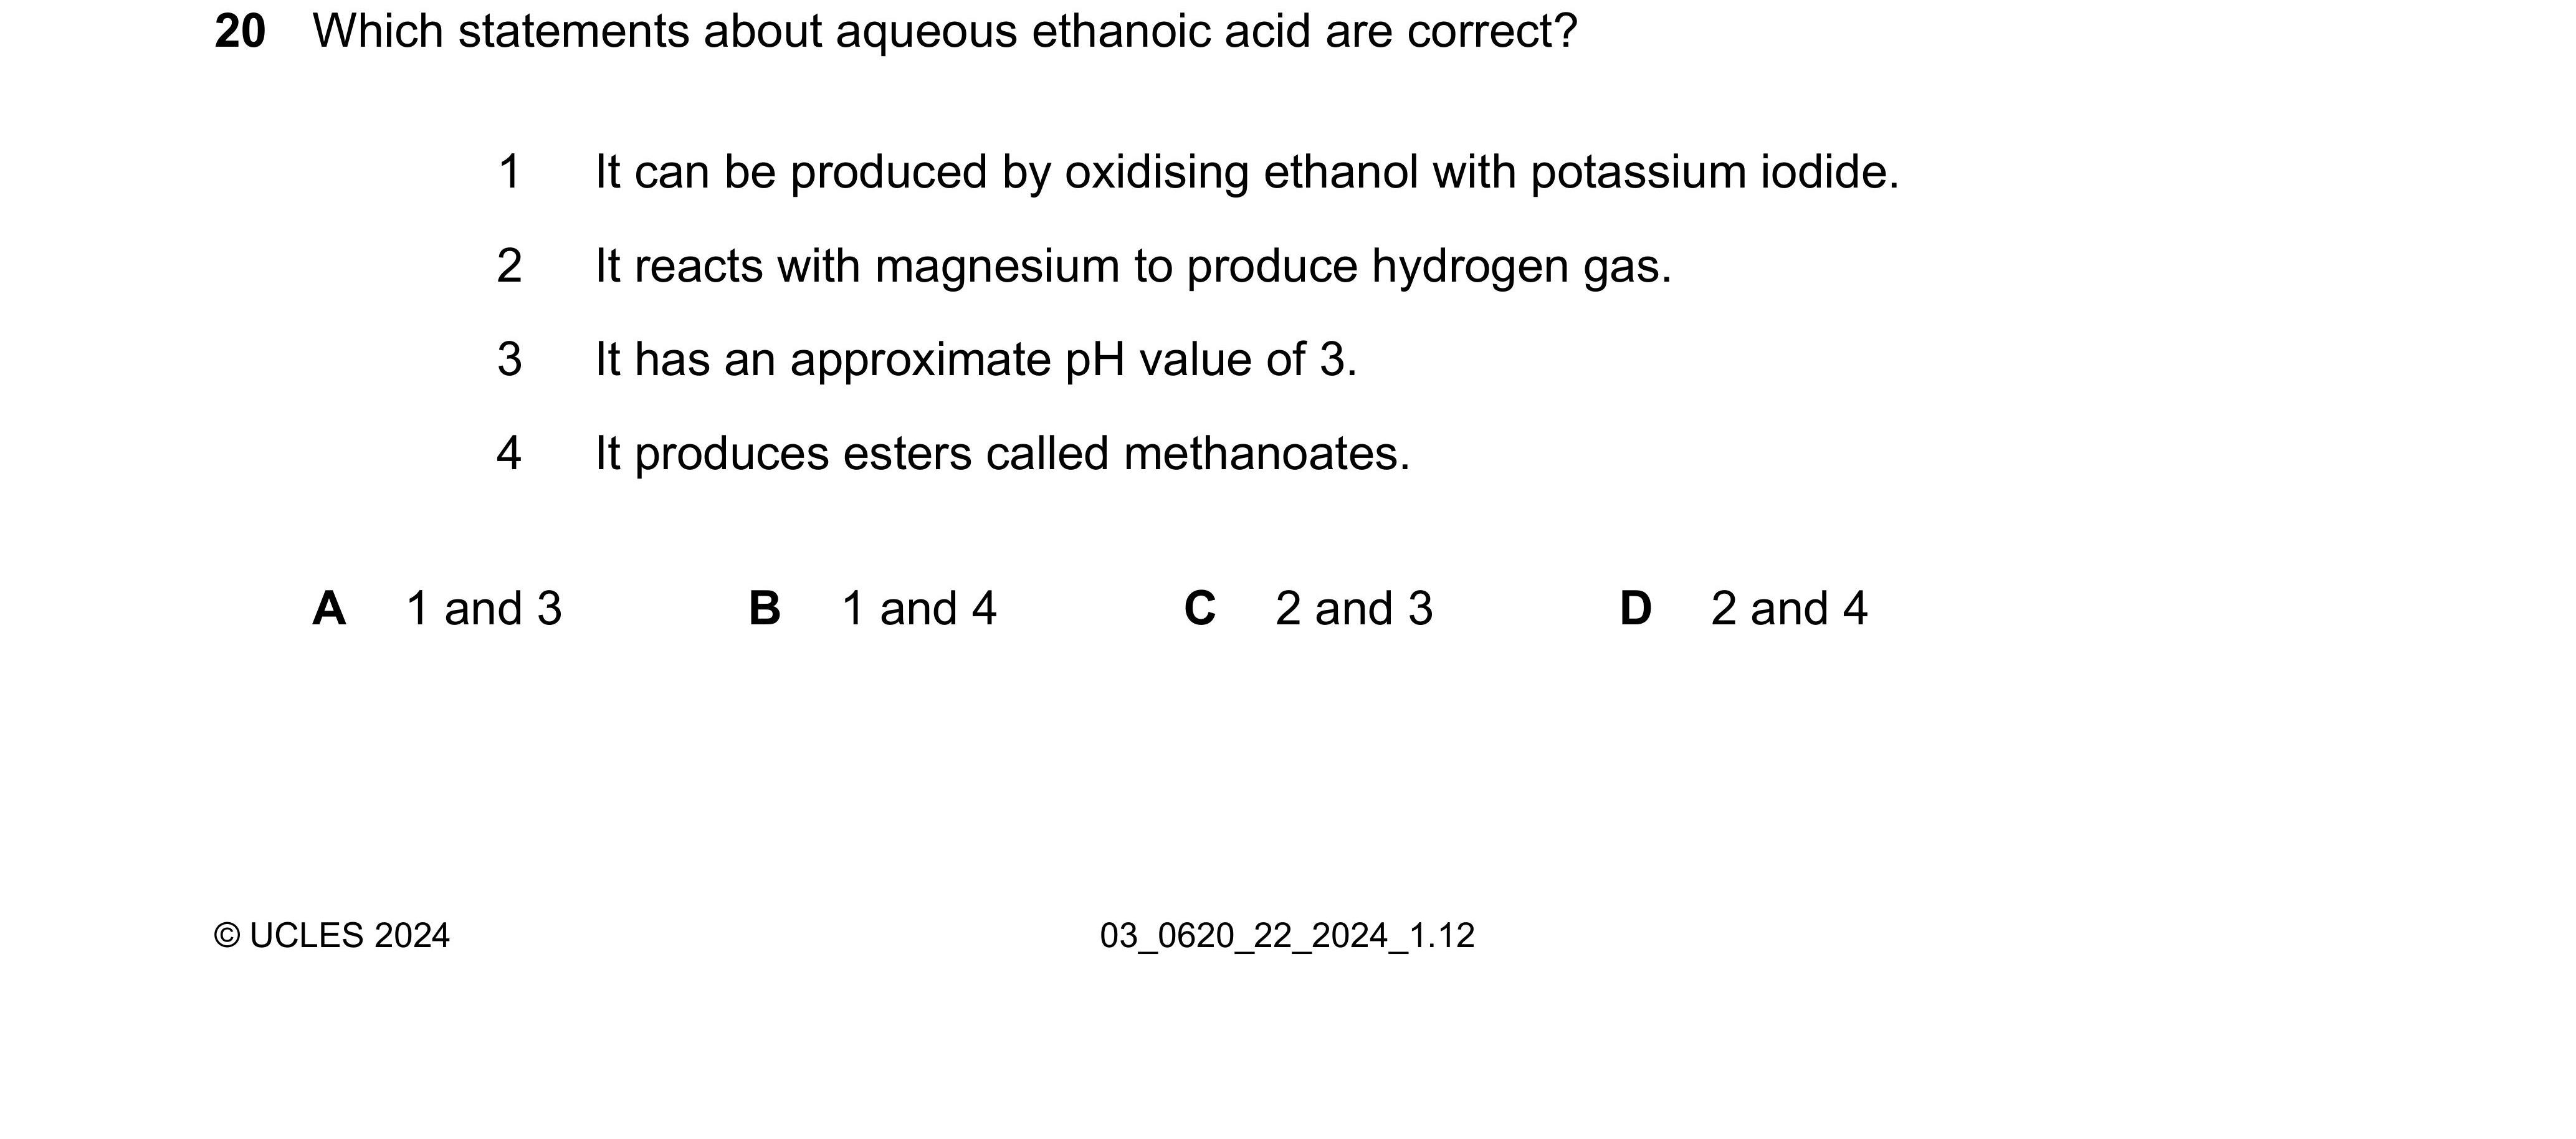 20 Which statements about aqueous ethanoic acid are correct?
1 It can be produced by oxidising ethanol with potassium iodide.
2 It reacts with magnesium to produce hydrogen gas.
3 It has an approximate pH value of 3.
4 It produces esters called methanoates.
A 1 and 3 B 1 and 4 C 2 and 3 D 2 and 4
© UCLES 2024 03_0620_22_2024_1.12